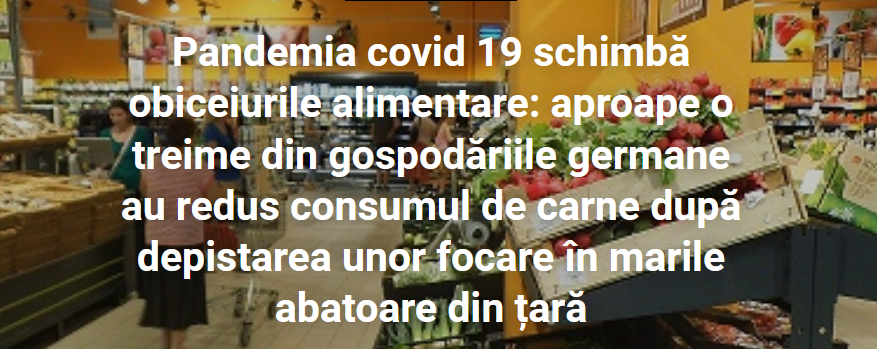 Pandemia covid 19 schimbă
obiceiurile alimentare: aproape o
treime din gospodăriile germane
au redus consumul de carne după
depistarea unor focare în marile
abatoare din țară